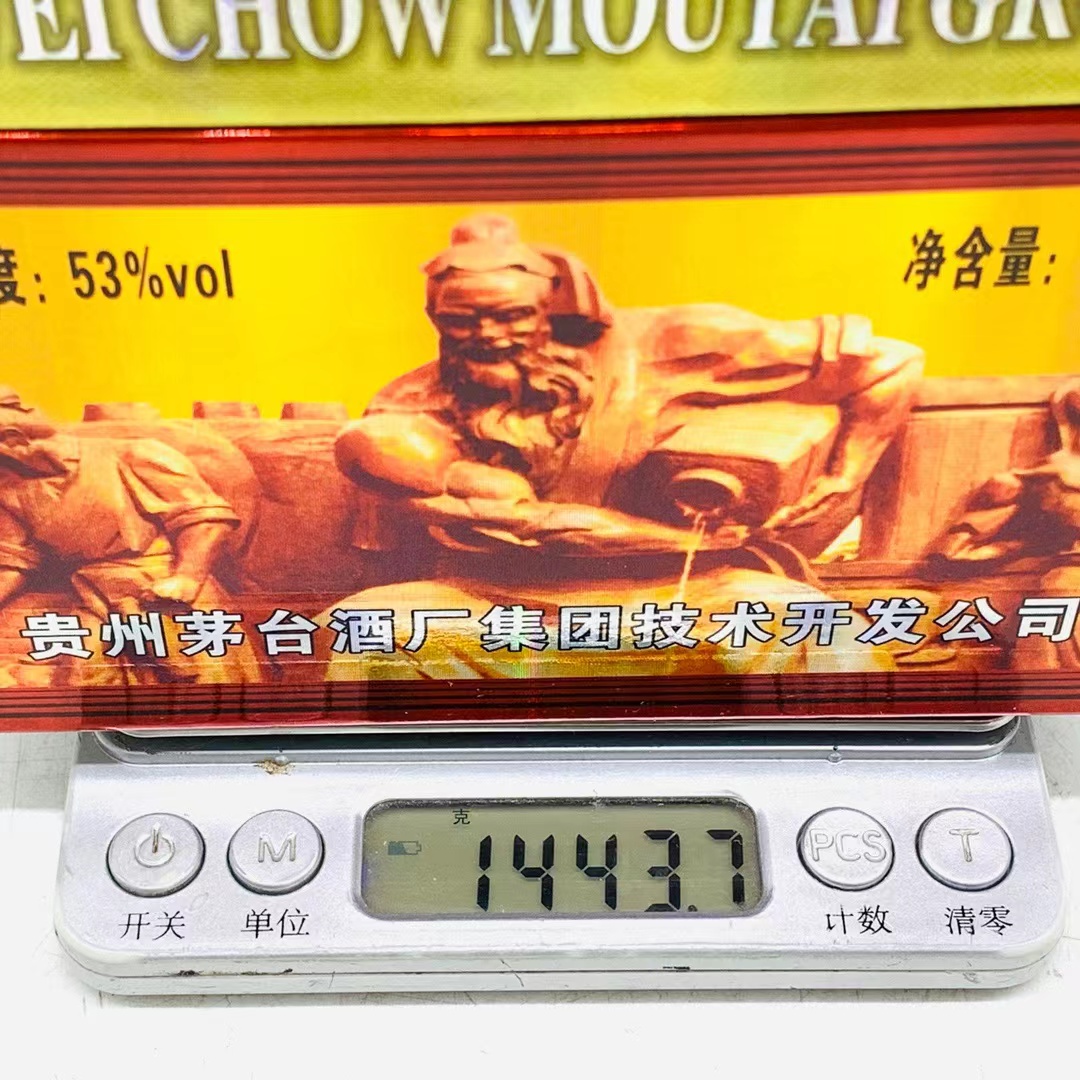 EICHOW MOUTAI GR
度: 53%vol
净含量:
贵州茅台酒厂集团技术开发公司
克
1443.7
M
PCS
T
开关
单位
计数
清零